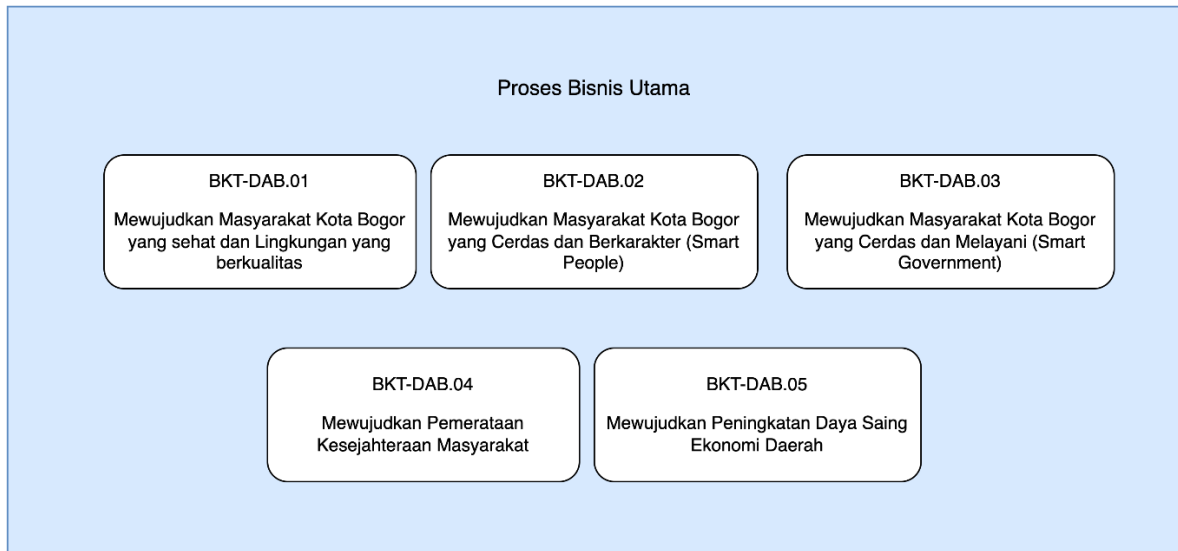 Proses Bisnis Utama
BKT-DAB.01
Mewujudkan Masyarakat Kota Bogor
yang sehat dan Lingkungan yang
berkualitas
BKT-DAB.02
Mewujudkan Masyarakat Kota Bogor
yang Cerdas dan Berkarakter (Smart
People)
BKT-DAB.03
Mewujudkan Masyarakat Kota Bogor
yang Cerdas dan Melayani (Smart
Government)
BKT-DAB.04
Mewujudkan Pemerataan
Kesejahteraan Masyarakat
BKT-DAB.05
Mewujudkan Peningkatan Daya Saing
Ekonomi Daerah